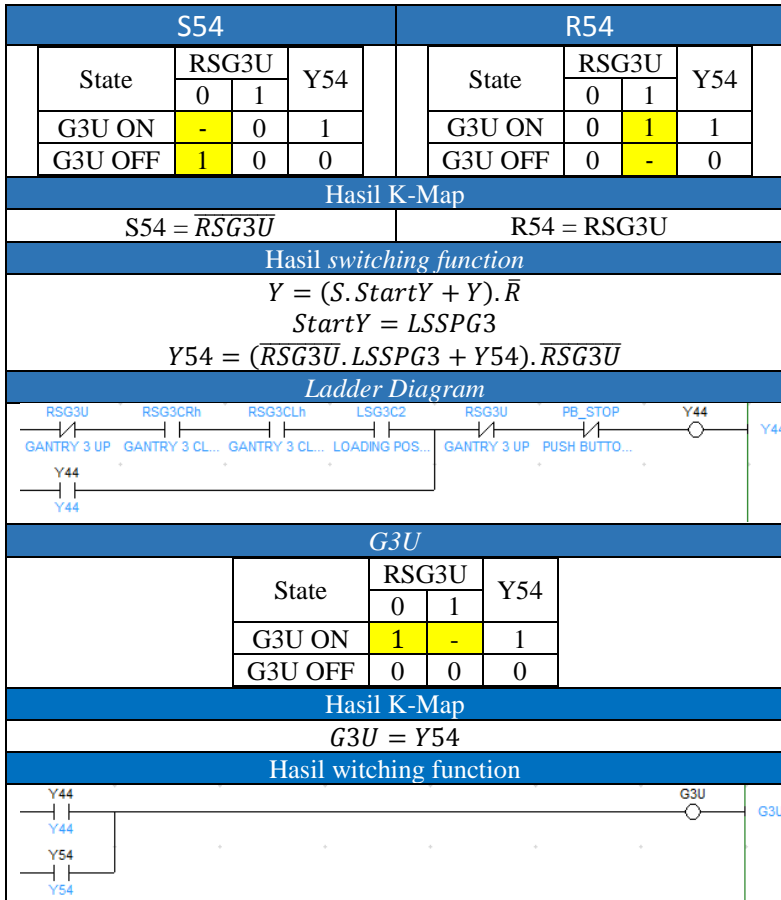 S54 R54
State RSG3U Y54 State RSG3U Y54
0 1 0 1
G3U ON - 0 1 G3U ON 0 1 1
G3U OFF 1 0 0 G3U OFF 0 - 0
Hasil K-Map
S54 = \overline{RSG3U} R54 = RSG3U
Hasil switching function
Y = (S.StartY + Y).\overline{R}
StartY = LSSPG3
Y54 = (\overline{RSG3U}.LSSPG3 + Y54).\overline{RSG3U}
Ladder Diagram
RSG3U RSG3CRh RSG3CLh LSG3C2 RSG3U PB_STOP Y44
Y44
GANTRY 3 UP GANTRY 3 CL... GANTRY 3 CL... LOADING POS... GANTRY 3 UP PUSH BUTTO...
Y44
Y44
G3U
State RSG3U Y54
0 1
G3U ON 1 - 1
G3U OFF 0 0 0
Hasil K-Map
G3U = Y54
Hasil witching function
Y44 G3U
G3U
Y44
Y54
Y54